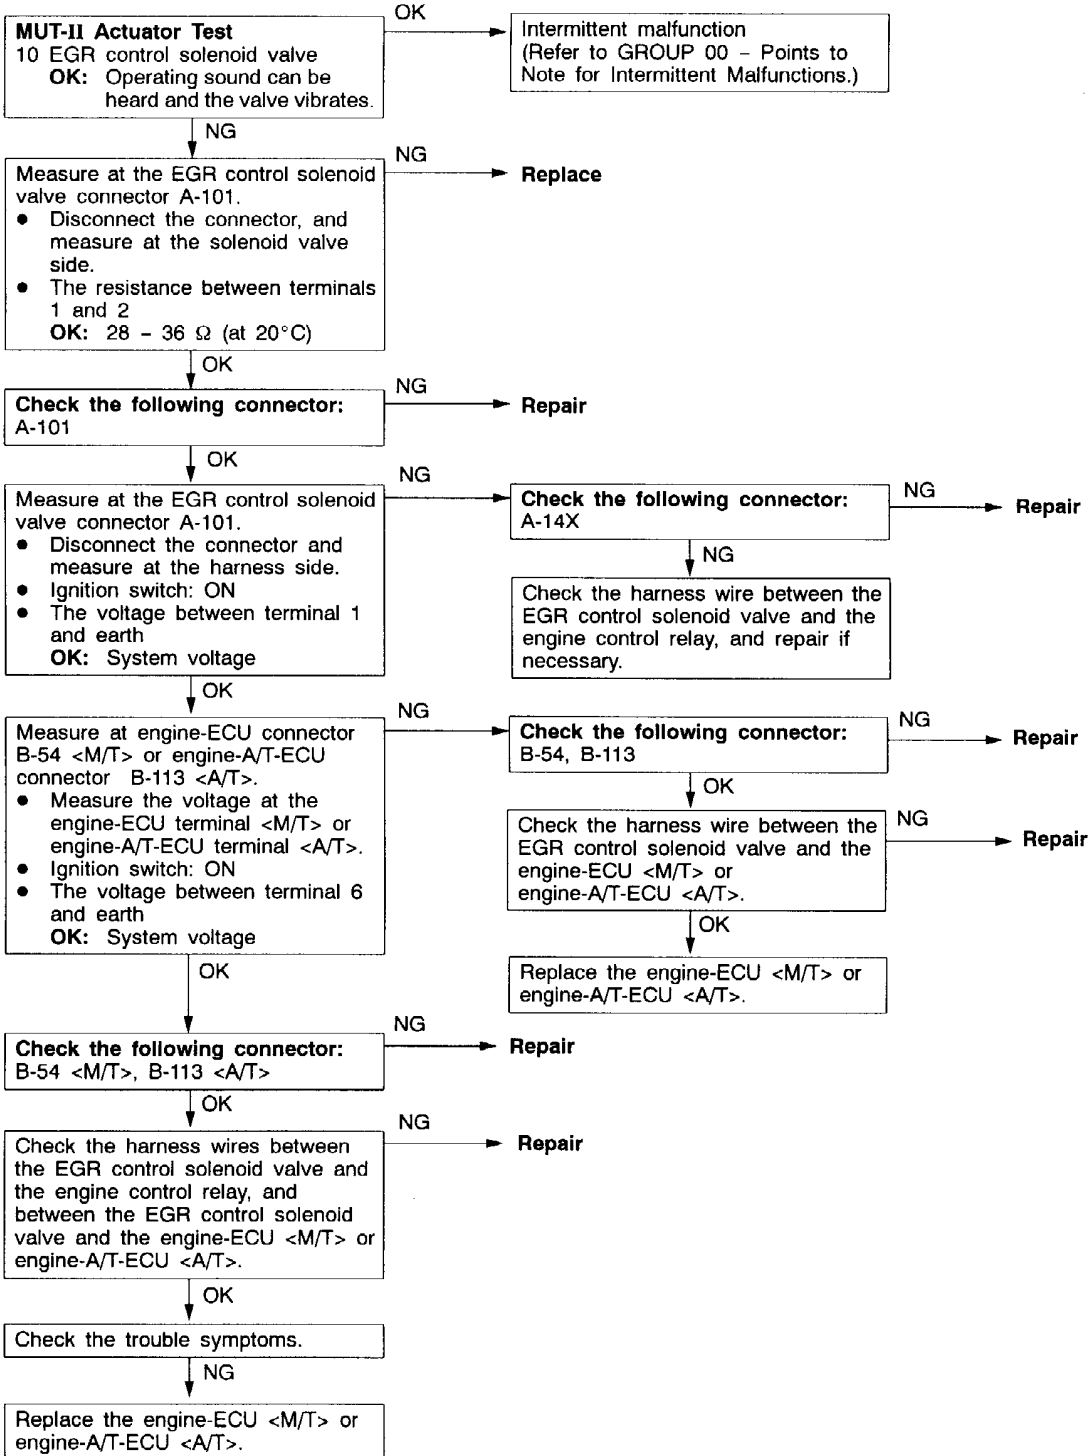 MUT-II Actuator Test
10 EGR control solenoid valve
OK: Operating sound can be
heard and the valve vibrates.
OK
Intermittent malfunction
(Refer to GROUP 00 – Points to
Note for Intermittent Malfunctions.)
NG
Measure at the EGR control solenoid
valve connector A-101.
● Disconnect the connector, and
measure at the solenoid valve
side.
● The resistance between terminals
1 and 2
OK: 28 – 36 Ω (at 20°C)
NG
Replace
OK
Check the following connector:
A-101
NG
Repair
OK
Measure at the EGR control solenoid
valve connector A-101.
● Disconnect the connector and
measure at the harness side.
● Ignition switch: ON
● The voltage between terminal 1
and earth
OK: System voltage
NG
Check the following connector:
A-14X
NG
Repair
NG
Check the harness wire between the
EGR control solenoid valve and the
engine control relay, and repair if
necessary.
OK
Measure at engine-ECU connector
B-54 <M/T> or engine-A/T-ECU
connector B-113 <A/T>.
● Measure the voltage at the
engine-ECU terminal <M/T> or
engine-A/T-ECU terminal <A/T>.
● Ignition switch: ON
● The voltage between terminal 6
and earth
OK: System voltage
NG
Check the following connector:
B-54, B-113
NG
Repair
OK
Check the harness wire between the
EGR control solenoid valve and the
engine-ECU <M/T> or
engine-A/T-ECU <A/T>.
NG
Repair
OK
Replace the engine-ECU <M/T> or
engine-A/T-ECU <A/T>.
OK
Check the following connector:
B-54 <M/T>, B-113 <A/T>
NG
Repair
OK
Check the harness wires between
the EGR control solenoid valve and
the engine control relay, and
between the EGR control solenoid
valve and the engine-ECU <M/T> or
engine-A/T-ECU <A/T>.
NG
Repair
OK
Check the trouble symptoms.
NG
Replace the engine-ECU <M/T> or
engine-A/T-ECU <A/T>.